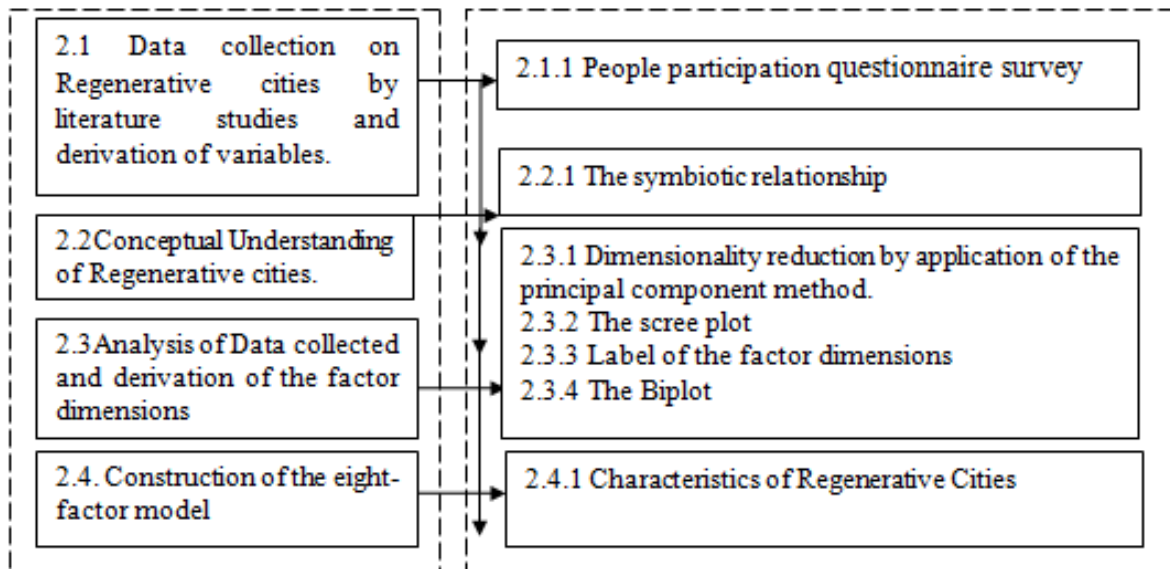 2.1 Data collection on
Regenerative cities by
literature studies and
derivation of variables.
2.1.1 People participation questionnaire survey
2.2Conceptual Understanding
of Regenerative cities.
2.2.1 The symbiotic relationship
2.3Analysis of Data collected
and derivation of the factor
dimensions
2.3.1 Dimensionality reduction by application of the
principal component method.
2.3.2 The scree plot
2.3.3 Label of the factor dimensions
2.3.4 The Biplot
2.4. Construction of the eight-
factor model
2.4.1 Characteristics of Regenerative Cities